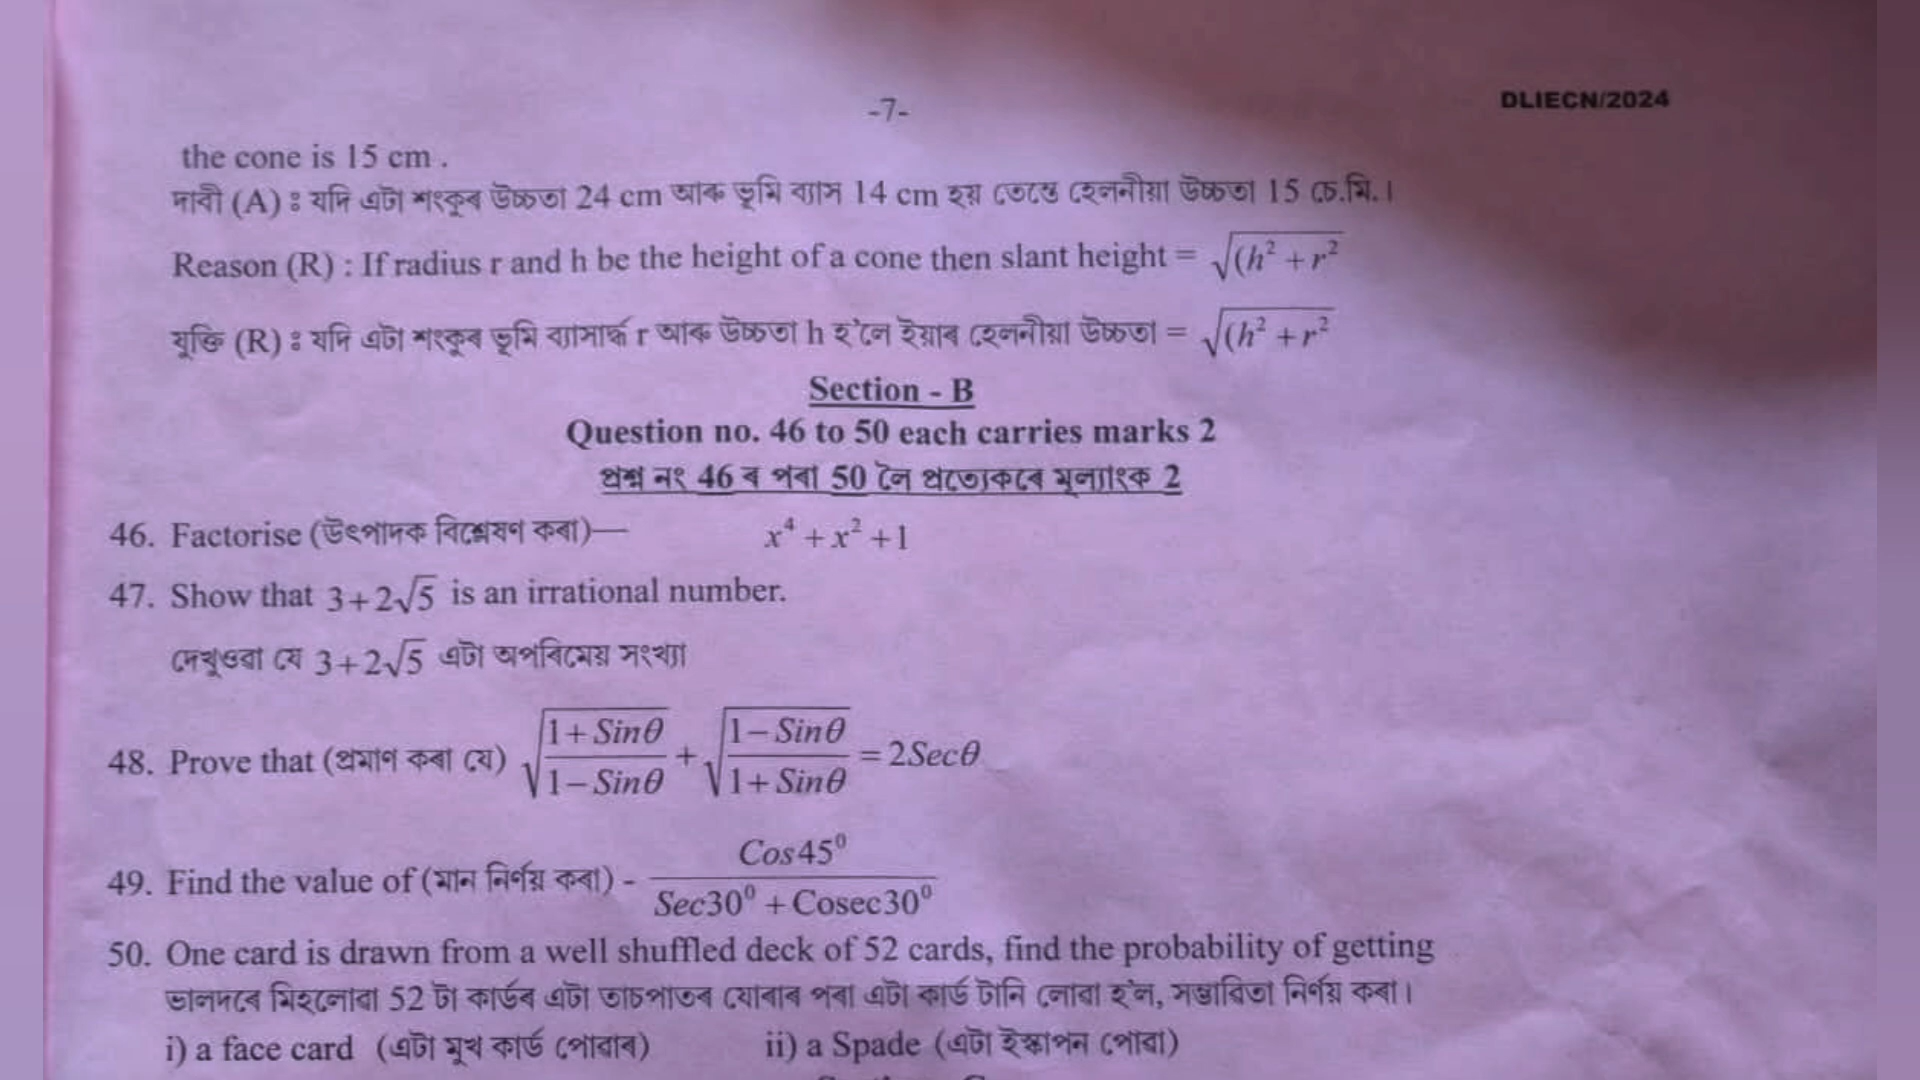 -7-
DLIECN/2024
the cone is 15 cm .
দাবী (A) : যদি এটা শংকুৰ উচ্চতা 24 cm আৰু ভূমি ব্যাস 14 cm হয় তেন্তে হেলনীয়া উচ্চতা 15 চে.মি.।
Reason (R) : If radius r and h be the height of a cone then slant height = √(h² + r²
যুক্তি (R) : যদি এটা শংকুৰ ভূমি ব্যাসাৰ্দ্ধ r আৰু উচ্চতা h হ'লে ইয়াৰ হেলনীয়া উচ্চতা = √(h² + r²
Section - B
Question no. 46 to 50 each carries marks 2
প্ৰশ্ন নং 46 ৰ পৰা 50 লৈ প্ৰত্যেকৰে মূল্যাংক 2
46. Factorise (উৎপাদক বিশ্লেষণ কৰা)— x⁴ + x² + 1
47. Show that 3+2√5 is an irrational number.
দেখুওৱা যে 3+2√5 এটা অপৰিমেয় সংখ্যা
48. Prove that (প্ৰমাণ কৰা যে) √((1+ Sinθ)/(1− Sinθ)) + √((1− Sinθ)/(1+ Sinθ)) = 2Secθ
49. Find the value of (মান নিৰ্ণয় কৰা) - Cos45⁰/(Sec30⁰ + Cosec30⁰)
50. One card is drawn from a well shuffled deck of 52 cards, find the probability of getting
ভালদৰে মিহলোৱা 52 টা কাৰ্ডৰ এটা তাচপাতৰ যোৰাৰ পৰা এটা কাৰ্ড টানি লোৱা হ'ল, সম্ভাৱিতা নিৰ্ণয় কৰা।
i) a face card (এটা মুখ কাৰ্ড পোৱাৰ) ii) a Spade (এটা ইস্কাপন পোৱা)